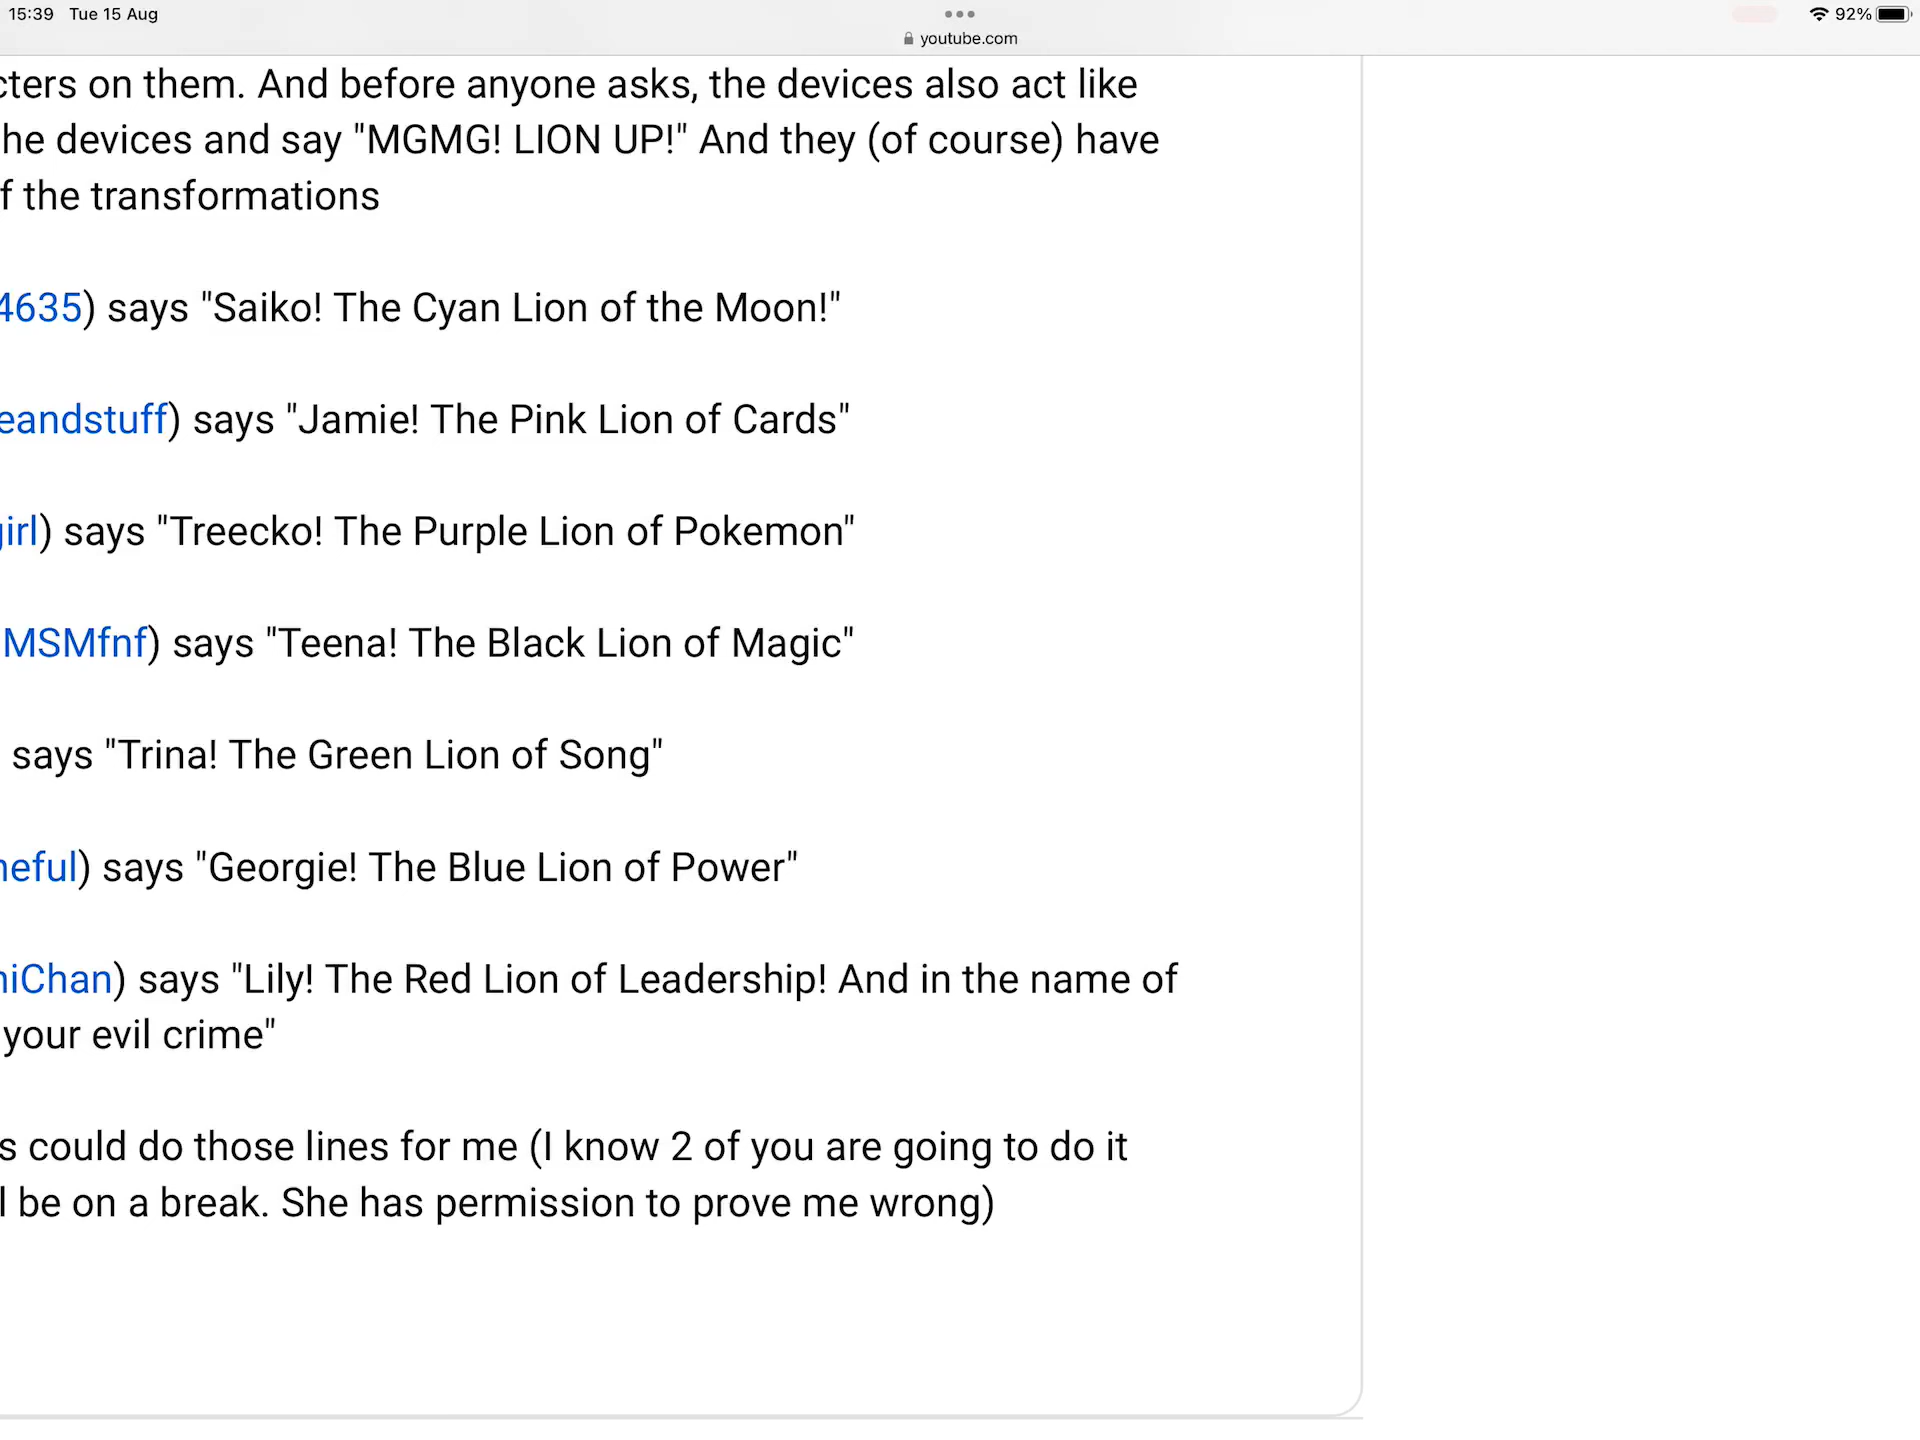 15:39 Tue 15 Aug
92%
youtube.com
cters on them. And before anyone asks, the devices also act like
he devices and say "MGMG! LION UP!" And they (of course) have
f the transformations
4635) says "Saiko! The Cyan Lion of the Moon!"
eandstuff) says "Jamie! The Pink Lion of Cards"
girl) says "Treecko! The Purple Lion of Pokemon"
MSMfnf) says "Teena! The Black Lion of Magic"
says "Trina! The Green Lion of Song"
neful) says "Georgie! The Blue Lion of Power"
hiChan) says "Lily! The Red Lion of Leadership! And in the name of
your evil crime"
s could do those lines for me (I know 2 of you are going to do it
l be on a break. She has permission to prove me wrong)